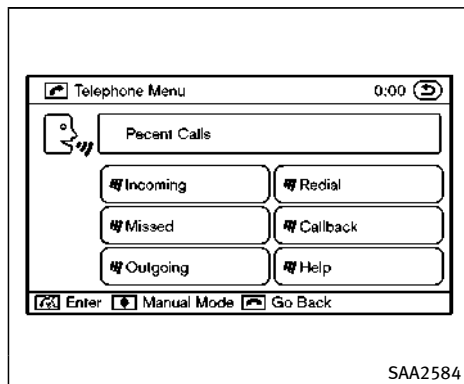 Telephone Menu 0:00
Pecent Calls
Incoming Redial
Missed Callback
Outgoing Help
Enter Manual Mode Go Back
SAA2584